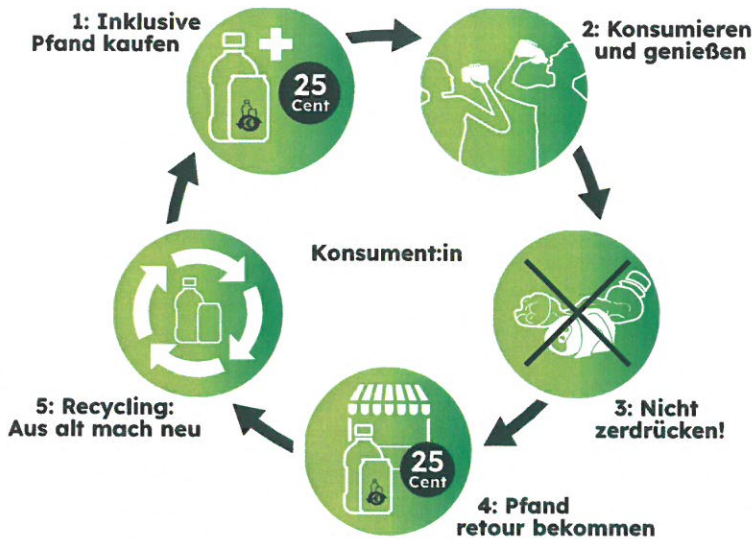 1: Inklusive
Pfand kaufen
25
Cent
2: Konsumieren
und genießen
Konsument:in
3: Nicht
zerdrücken!
25
Cent
4: Pfand
retour bekommen
5: Recycling:
Aus alt mach neu